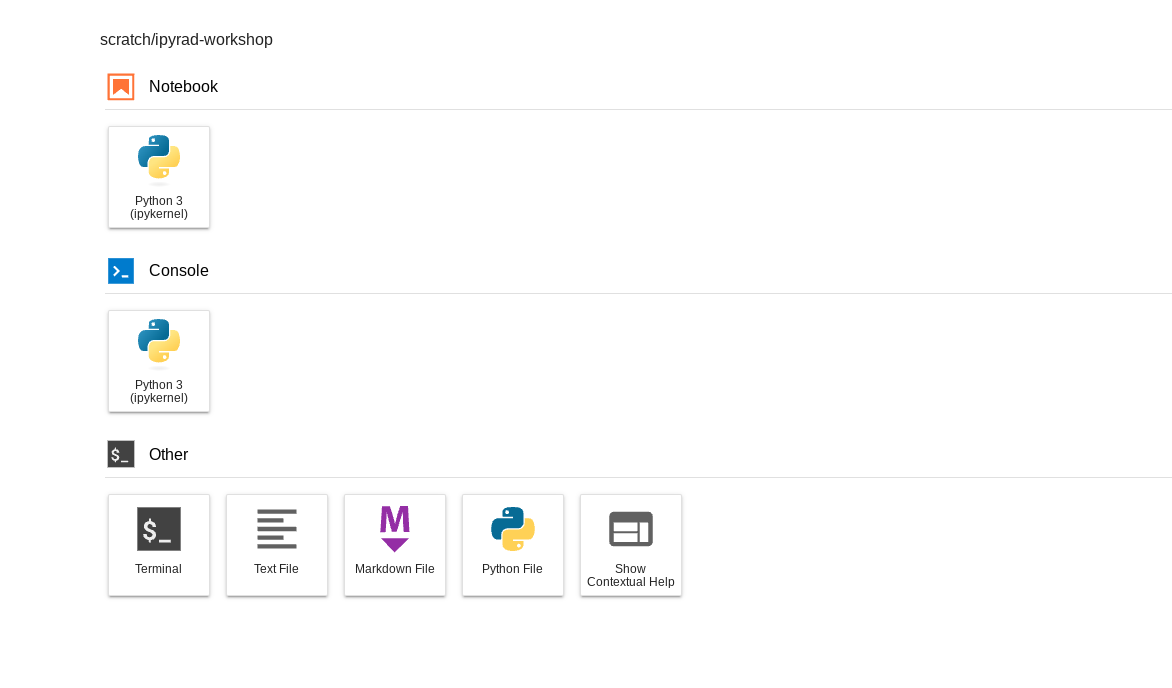 scratch/ipyrad-workshop
Notebook
Python 3
(ipykernel)
Console
Python 3
(ipykernel)
$_ Other
$_
Terminal
Text File
M
Markdown File
Python File
Show
Contextual Help